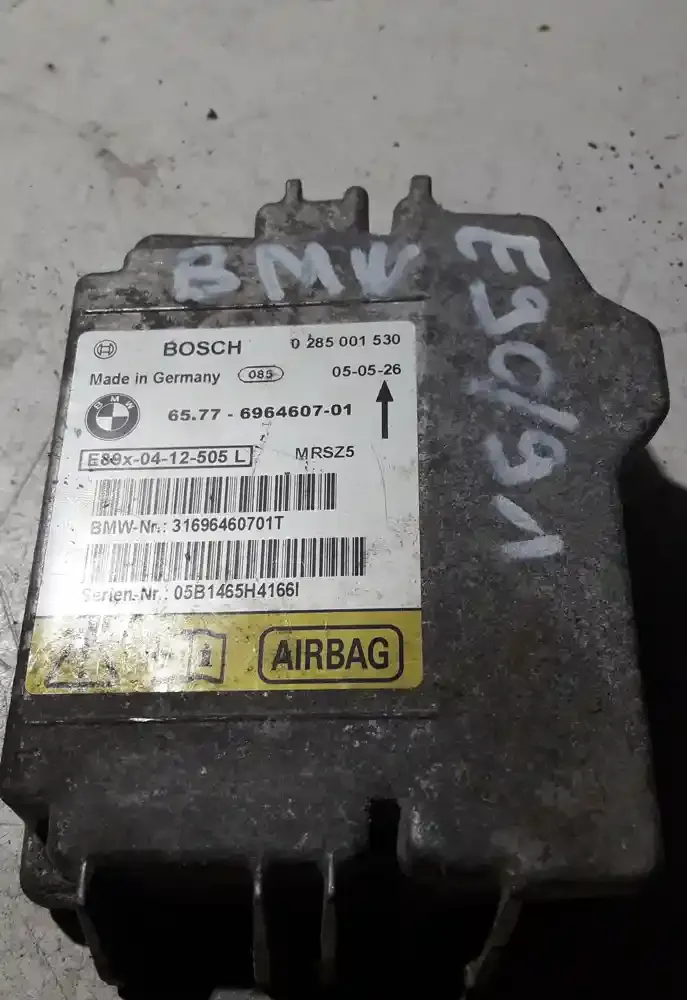 BMW
E90/91
BOSCH 0 285 001 530
Made in Germany 085 05-05-26
BMW
65.77 - 6964607-01
E89x-04-12-505 L MRSZ5
BMW-Nr.: 31696460701T
Serien-Nr.: 05B1465H4166I
AIRBAG